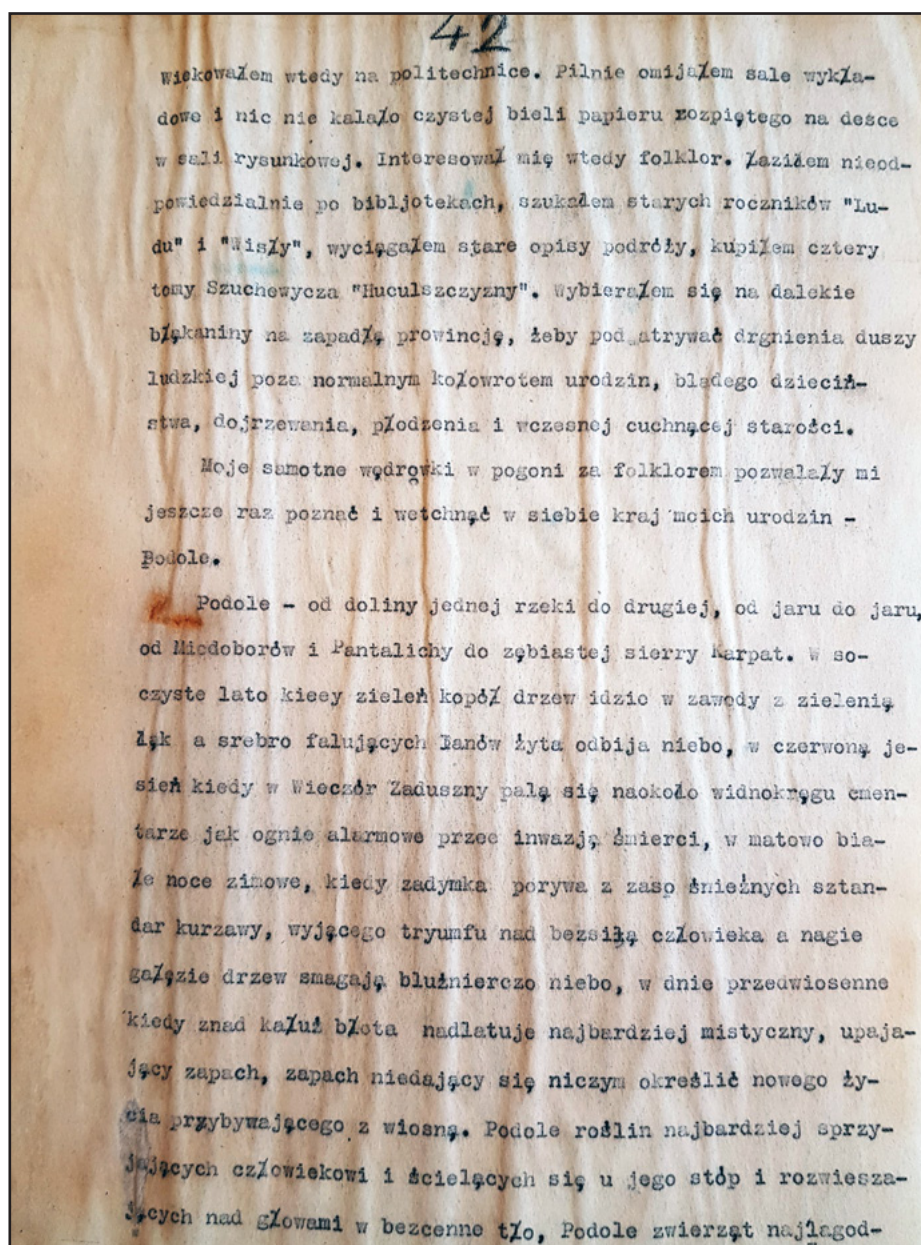 42
wiekowałem wtedy na politechnice. Pilnie omijałem sale wykła-
dowe i nic nie kalało czystej bieli papieru rozpiętego na desce
w sali rysunkowej. Interesował mię wtedy folklor. Łaziłem nieod-
powiedzialnie po bibljotekach, szukałem starych roczników "Lu-
du" i "Wisły", wyciągałem stare opisy podróży, kupiłem cztery
tomy Szuchewycza "Huculszczyzny". Wybierałem się na dalekie
błąkaniny na zapadłą prowincję, żeby pod atrywać drgnienia duszy
ludzkiej poza normalnym kołowrotem urodzin, bladego dzieciń-
stwa, dojrzewania, płodzenia i wczesnej cuchnącej starości.
Moje samotne wędrowki w pogoni za folklorem pozwalały mi
jeszcze raz poznać i wetchnąć w siebie kraj moich urodzin -
Podole.
Podole - od doliny jednej rzeki do drugiej, od jaru do jaru,
od Miodoborów i Pantalichy do zębiastej sierry Karpat. W so-
czyste lato kieey zieleń kopół drzew idzie w zawody z zielenią
łąk a srebro falujących łanów żyta odbija niebo, w czerwoną je-
sień kiedy w Wieczór Zaduszny palą się naokoło widnokręgu cmen-
tarze jak ognie alarmowe przec inwazją śmierci, w matowo bia-
łe noce zimowe, kiedy zadymka porywa z zasp śnieżnych sztan-
dar kurzawy, wyjącego tryumfu nad bezsiłą człowieka a nagie
gałęzie drzew smagają bluźnierczo niebo, w dnie przedwiosenne
kiedy znad kałuż błota nadlatuje najbardziej mistyczny, upaja-
jący zapach, zapach niedający się niczym określić nowego ży-
cia przybywającego z wiosną. Podole roślin najbardziej sprzy-
jających człowiekowi i ścielących się u jego stóp i rozwiesza-
jących nad głowami w bezcenne tło, Podole zwierząt najłagod-